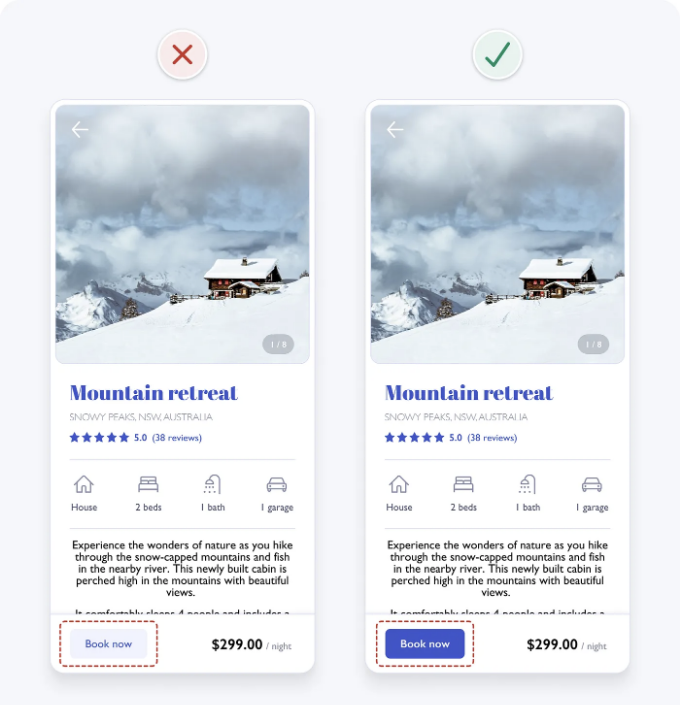 1 / 8
Mountain retreat
SNOWY PEAKS, NSW, AUSTRALIA
5.0 (38 reviews)
House 2 beds 1 bath 1 garage
Experience the wonders of nature as you hike
through the snow-capped mountains and fish
in the nearby river. This newly built cabin is
perched high in the mountains with beautiful
views.
It comfortably sleeps 4 people and includes a
Book now $299.00 / night
1 / 8
Mountain retreat
SNOWY PEAKS, NSW, AUSTRALIA
5.0 (38 reviews)
House 2 beds 1 bath 1 garage
Experience the wonders of nature as you hike
through the snow-capped mountains and fish
in the nearby river. This newly built cabin is
perched high in the mountains with beautiful
views.
It comfortably sleeps 4 people and includes a
Book now $299.00 / night